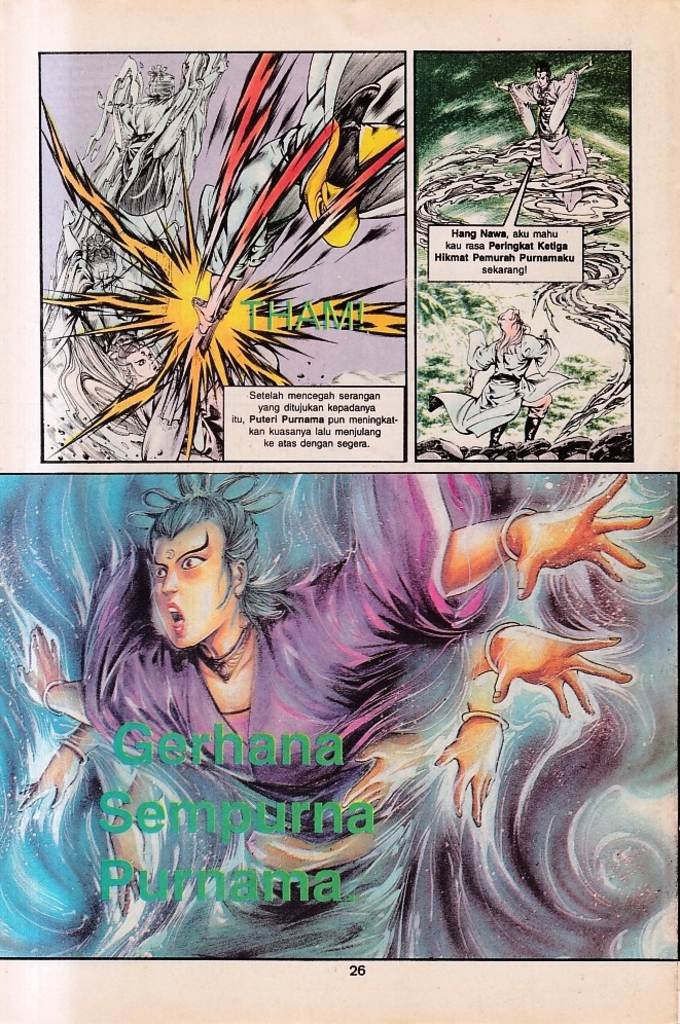 THAM!
Setelah mencegah serangan
yang ditujukan kepadanya
itu, Puteri Purnama pun meningkat-
kan kuasanya lalu menjulang
ke atas dengan segera.
Hang Nawa, aku mahu
kau rasa Peringkat Ketiga
Hikmat Pemurah Purnamaku
sekarang!
Gerhana
Sempurna
Purnama..
26